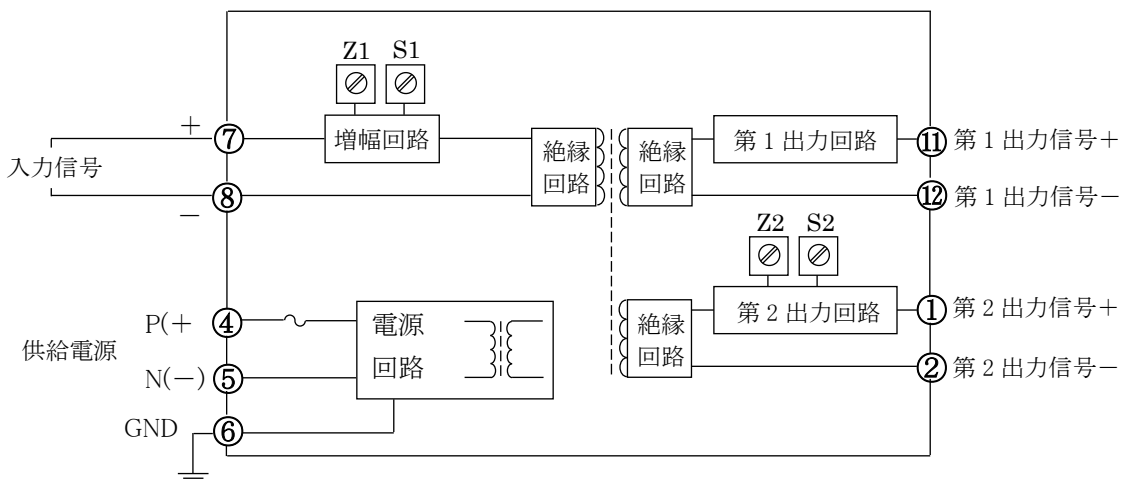 Z1 S1
+
⑦
増幅回路
入力信号
⑧
−
絶縁
回路
絶縁
回路
第 1 出力回路
⑪ 第 1 出力信号＋
⑫ 第 1 出力信号−
Z2 S2
絶縁
回路
第 2 出力回路
① 第 2 出力信号＋
② 第 2 出力信号−
供給電源
P(＋ ④
N(−) ⑤
GND ⑥
電源
回路